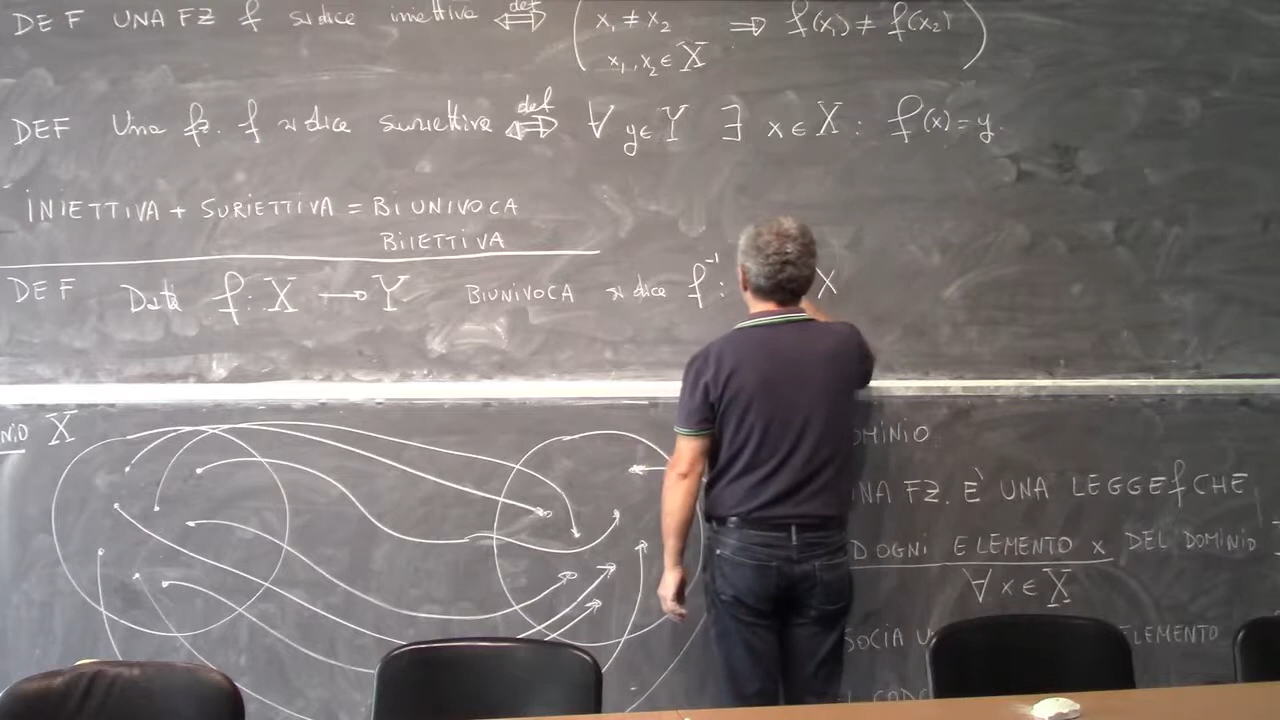 DEF UNA FZ f si dice iniettiva ⇔def ( x₁ ≠ x₂ ⇒ f(x₁) ≠ f(x₂)
x₁, x₂ ∈ X )
DEF Una fz. f si dice suriettiva ⇔def ∀ y ∈ Y ∃ x ∈ X : f(x) = y.
INIETTIVA + SURIETTIVA = BIUNIVOCA
BIIETTIVA
DEF Data f : X → Y BIUNIVOCA si dice f⁻¹ : X
NIO X
OMINIO
NA FZ. È UNA LEGGE f CHE
D OGNI ELEMENTO x DEL DOMINIO
∀ x ∈ X
SOCIA U ELEMENTO